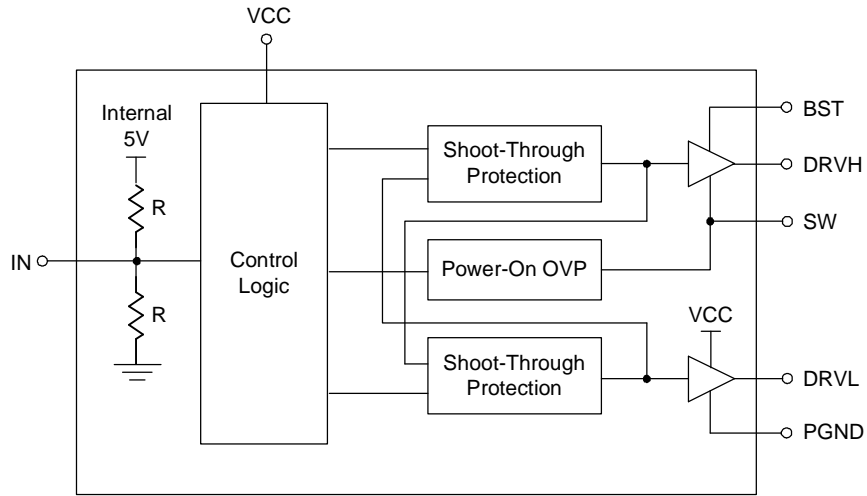 VCC
Internal
5V
R
IN
R
Control
Logic
Shoot-Through
Protection
Power-On OVP
Shoot-Through
Protection
VCC
BST
DRVH
SW
DRVL
PGND